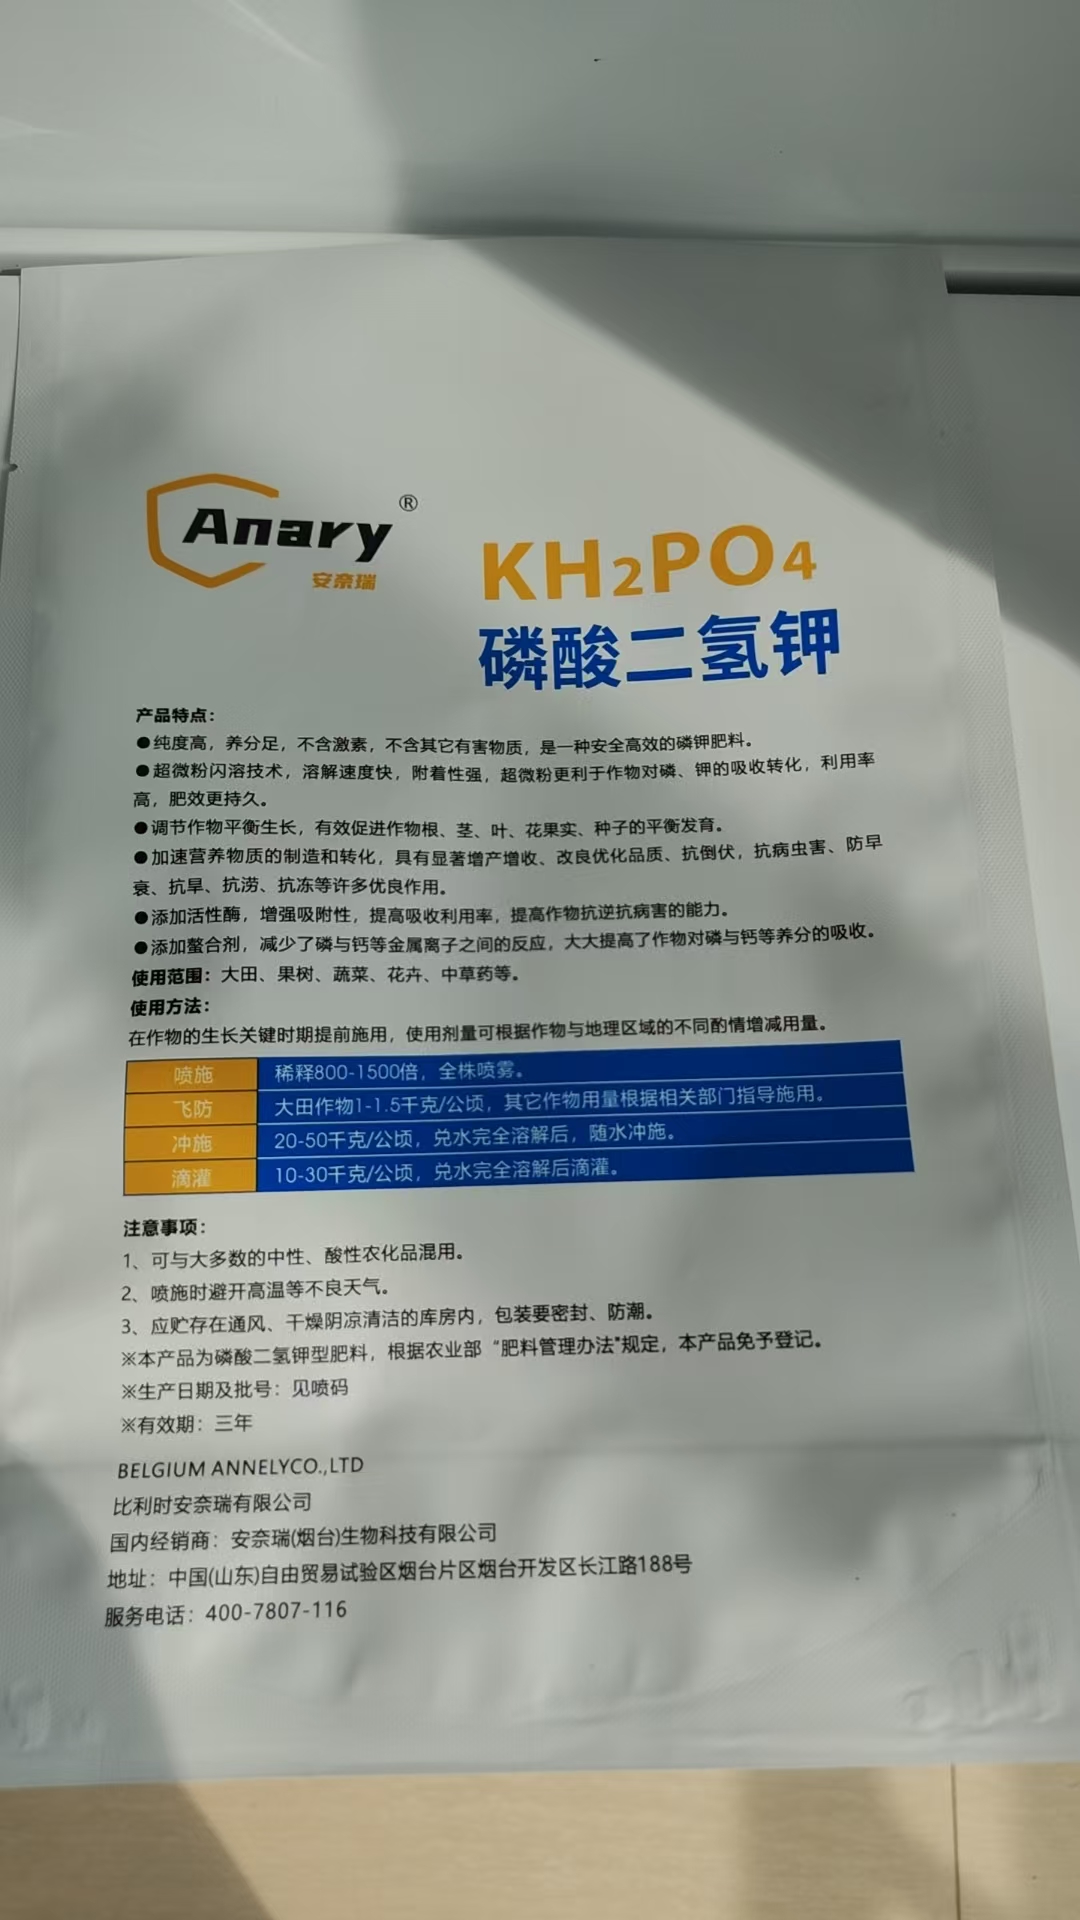 Anary®
安奈瑞
KH₂PO₄
磷酸二氢钾
产品特点：
●纯度高，养分足，不含激素，不含其它有害物质，是一种安全高效的磷钾肥料。
●超微粉闪溶技术，溶解速度快，附着性强，超微粉更利于作物对磷、钾的吸收转化，利用率
高，肥效更持久。
●调节作物平衡生长，有效促进作物根、茎、叶、花果实、种子的平衡发育。
●加速营养物质的制造和转化，具有显著增产增收、改良优化品质、抗倒伏，抗病虫害、防早
衰、抗旱、抗涝、抗冻等许多优良作用。
●添加活性酶，增强吸附性，提高吸收利用率，提高作物抗逆抗病害的能力。
●添加螯合剂，减少了磷与钙等金属离子之间的反应，大大提高了作物对磷与钙等养分的吸收。
使用范围：大田、果树、蔬菜、花卉、中草药等。
使用方法：
在作物的生长关键时期提前施用，使用剂量可根据作物与地理区域的不同酌情增减用量。
喷施 稀释800-1500倍，全株喷雾。
飞防 大田作物1-1.5千克/公顷，其它作物用量根据相关部门指导施用。
冲施 20-50千克/公顷，兑水完全溶解后，随水冲施。
滴灌 10-30千克/公顷，兑水完全溶解后滴灌。
注意事项：
1、可与大多数的中性、酸性农化品混用。
2、喷施时避开高温等不良天气。
3、应贮存在通风、干燥阴凉清洁的库房内，包装要密封、防潮。
※本产品为磷酸二氢钾型肥料，根据农业部“肥料管理办法"规定，本产品免予登记。
※生产日期及批号：见喷码
※有效期：三年
BELGIUM ANNELYCO.,LTD
比利时安奈瑞有限公司
国内经销商：安奈瑞(烟台)生物科技有限公司
地址：中国(山东)自由贸易试验区烟台片区烟台开发区长江路188号
服务电话：400-7807-116